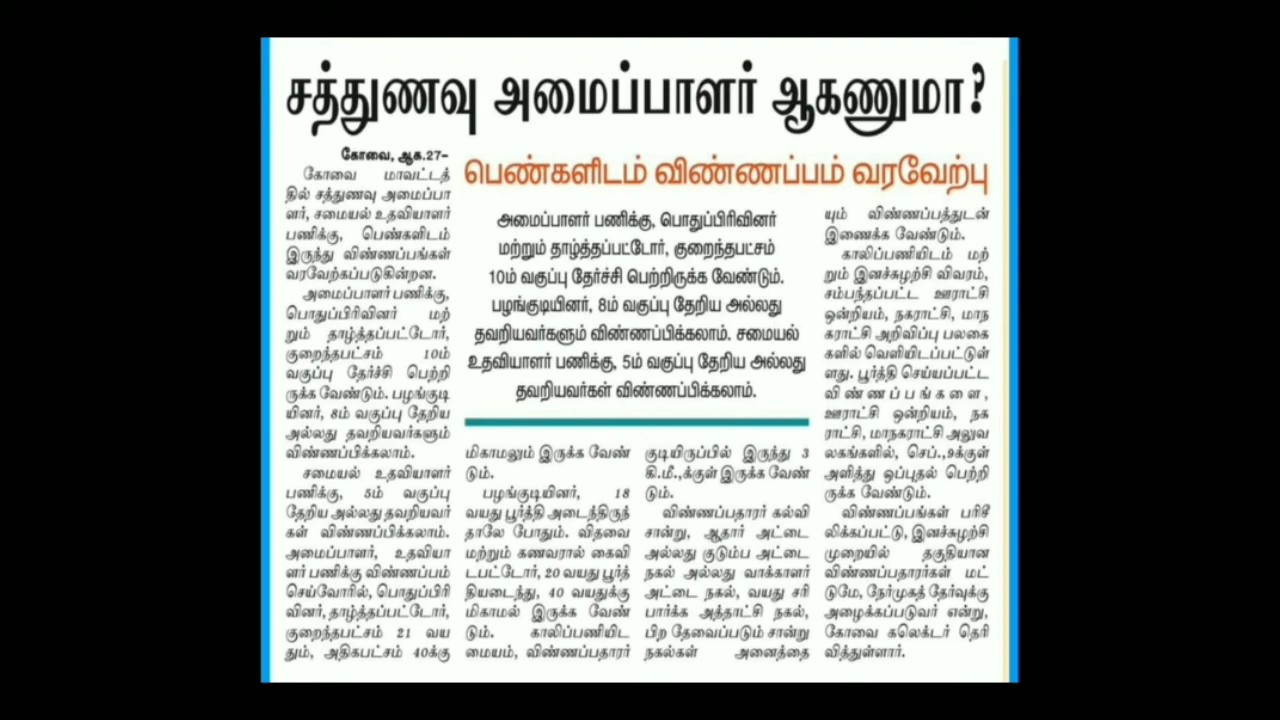 சத்துணவு அமைப்பாளர் ஆகணுமா?
பெண்களிடம் விண்ணப்பம் வரவேற்பு
கோவை, ஆக.27–
கோவை மாவட்டத்
தில் சத்துணவு அமைப்பா
ளர், சமையல் உதவியாளர்
பணிக்கு, பெண்களிடம்
இருந்து விண்ணப்பங்கள்
வரவேற்கப்படுகின்றன.
அமைப்பாளர் பணிக்கு,
பொதுப்பிரிவினர் மற்
றும் தாழ்த்தப்பட்டோர்,
குறைந்தபட்சம் 10ம்
வகுப்பு தேர்ச்சி பெற்றி
ருக்க வேண்டும். பழங்குடி
யினர், 8ம் வகுப்பு தேறிய
அல்லது தவறியவர்களும்
விண்ணப்பிக்கலாம்.
சமையல் உதவியாளர்
பணிக்கு, 5ம் வகுப்பு
தேறிய அல்லது தவறியவர்
கள் விண்ணப்பிக்கலாம்.
அமைப்பாளர், உதவியா
ளர் பணிக்கு விண்ணப்பம்
செய்வோரில், பொதுப்பிரி
வினர், தாழ்த்தப்பட்டோர்,
குறைந்தபட்சம் 21 வய
தும், அதிகபட்சம் 40க்கு
அமைப்பாளர் பணிக்கு, பொதுப்பிரிவினர்
மற்றும் தாழ்த்தப்பட்டோர், குறைந்தபட்சம்
10ம் வகுப்பு தேர்ச்சி பெற்றிருக்க வேண்டும்.
பழங்குடியினர், 8ம் வகுப்பு தேறிய அல்லது
தவறியவர்களும் விண்ணப்பிக்கலாம். சமையல்
உதவியாளர் பணிக்கு, 5ம் வகுப்பு தேறிய அல்லது
தவறியவர்கள் விண்ணப்பிக்கலாம்.
மிகாமலும் இருக்க வேண்
டும்.
பழங்குடியினர், 18
வயது பூர்த்தி அடைந்திருந்
தாலே போதும். விதவை
மற்றும் கணவரால் கைவி
டபட்டோர், 20 வயது பூர்த்
தியடைந்து, 40 வயதுக்கு
மிகாமல் இருக்க வேண்
டும். காலிப்பணியிட
மையம், விண்ணப்பதாரர்
குடியிருப்பில் இருந்து 3
கி.மீ.,க்குள் இருக்க வேண்
டும்.
விண்ணப்பதாரர் கல்வி
சான்று, ஆதார் அட்டை
அல்லது குடும்ப அட்டை
நகல் அல்லது வாக்காளர்
அட்டை நகல், வயது சரி
பார்க்க அத்தாட்சி நகல்,
பிற தேவைப்படும் சான்று
நகல்கள் அனைத்தை
யும் விண்ணப்பத்துடன்
இணைக்க வேண்டும்.
காலிப்பணியிடம் மற்
றும் இனச்சுழற்சி விவரம்,
சம்பந்தப்பட்ட ஊராட்சி
ஒன்றியம், நகராட்சி, மாந
கராட்சி அறிவிப்பு பலகை
களில் வெளியிடப்பட்டுள்
ளது. பூர்த்தி செய்யப்பட்ட
விண்ணப்பங்களை,
ஊராட்சி ஒன்றியம், நக
ராட்சி, மாநகராட்சி அலுவ
லகங்களில், செப்.,9க்குள்
அளித்து ஒப்புதல் பெற்றி
ருக்க வேண்டும்.
விண்ணப்பங்கள் பரிசீ
லிக்கப்பட்டு, இனச்சுழற்சி
முறையில் தகுதியான
விண்ணப்பதாரர்கள் மட்
டுமே, நேர்முகத் தேர்வுக்கு
அழைக்கப்படுவர் என்று,
கோவை கலெக்டர் தெரி
வித்துள்ளார்.